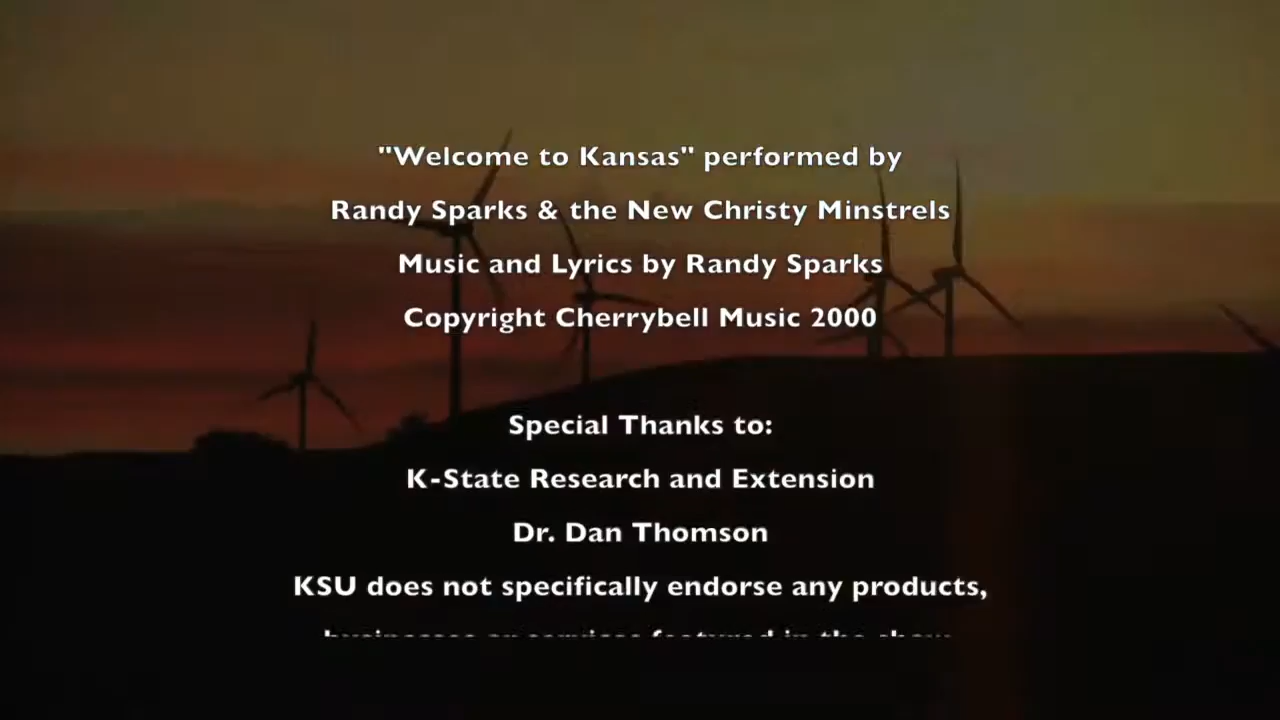 "Welcome to Kansas" performed by
Randy Sparks & the New Christy Minstrels
Music and Lyrics by Randy Sparks
Copyright Cherrybell Music 2000
Special Thanks to:
K-State Research and Extension
Dr. Dan Thomson
KSU does not specifically endorse any products,